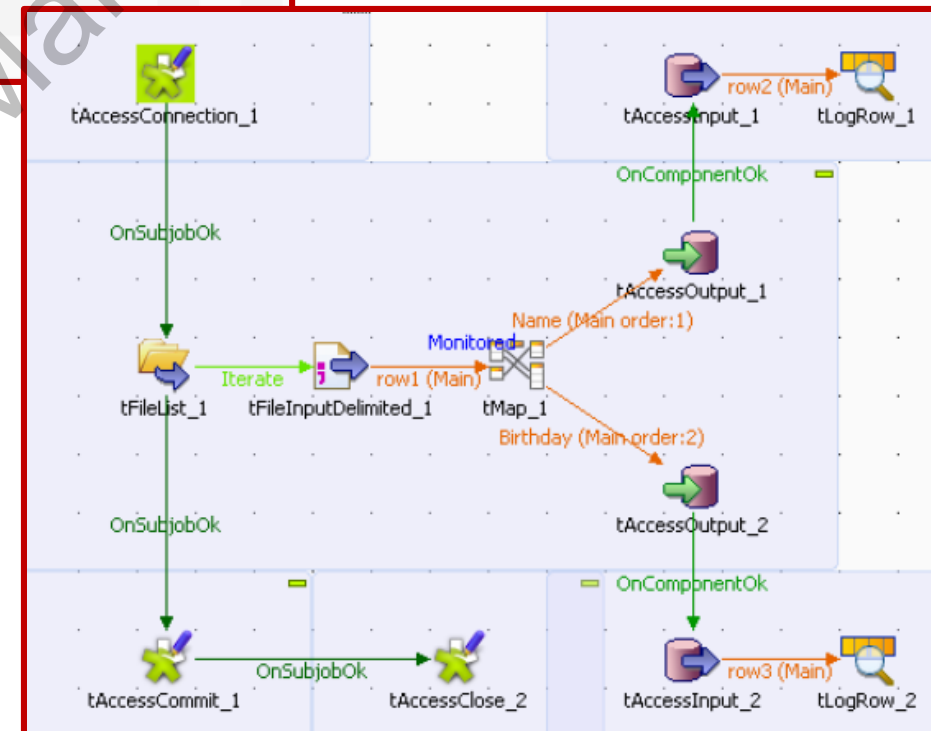 row2 (Main)
tAccessConnection_1
tAccessInput_1
tLogRow_1
OnComponentOk
OnSubjobOk
tAccessOutput_1
Name (Main order:1)
Monitored
Iterate
row1 (Main)
tFileList_1
tFileInputDelimited_1
tMap_1
Birthday (Main order:2)
OnSubjobOk
tAccessOutput_2
OnComponentOk
OnSubjobOk
row3 (Main)
tAccessCommit_1
tAccessClose_2
tAccessInput_2
tLogRow_2